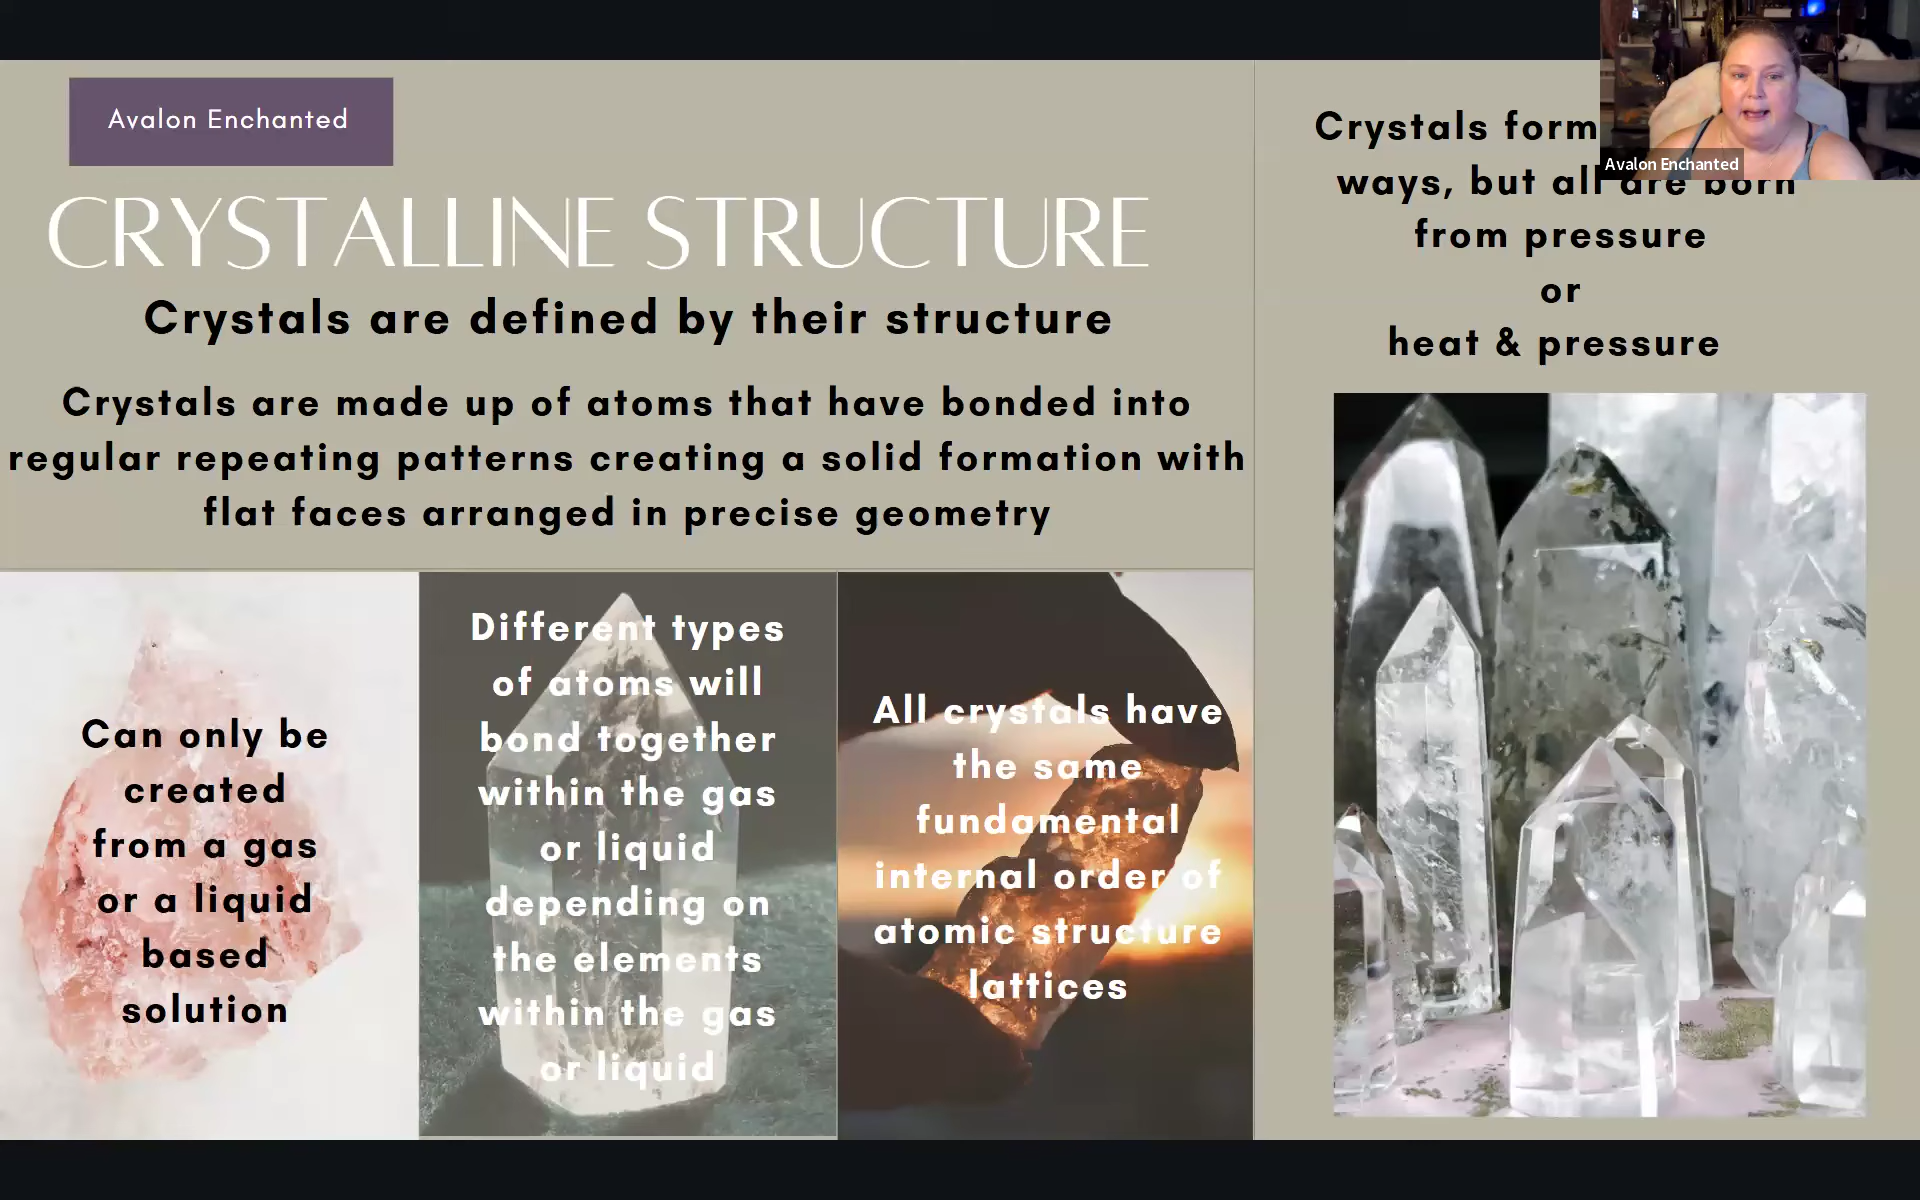 Avalon Enchanted
CRYSTALLINE STRUCTURE
Crystals are defined by their structure
Crystals are made up of atoms that have bonded into
regular repeating patterns creating a solid formation with
flat faces arranged in precise geometry
Can only be
created
from a gas
or a liquid
based
solution
Different types
of atoms will
bond together
within the gas
or liquid
depending on
the elements
within the gas
or liquid
All crystals have
the same
fundamental
internal order of
atomic structure
lattices
Crystals form
ways, but all are born
from pressure
or
heat & pressure
Avalon Enchanted